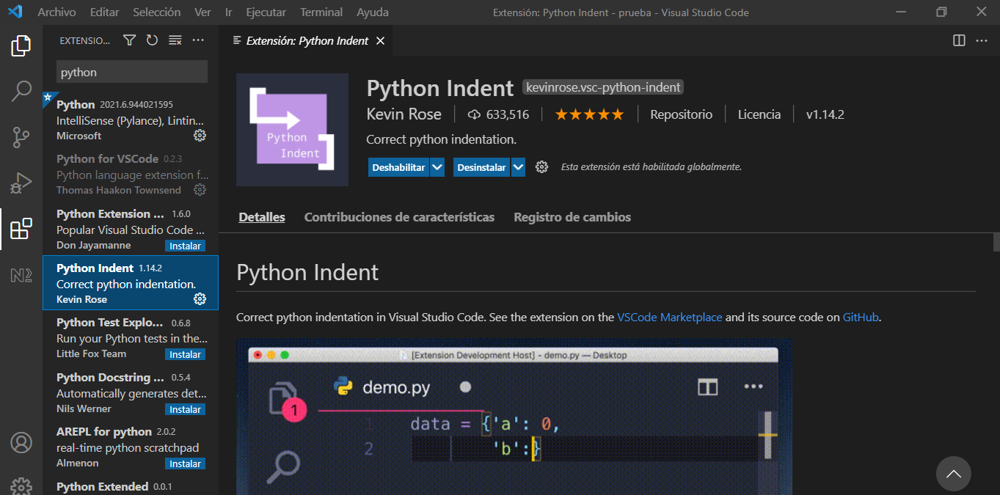 Archivo Editar Selección Ver Ir Ejecutar Terminal Ayuda
Extensión: Python Indent - prueba - Visual Studio Code
EXTENSIO...
python
Python 2021.6.944021595
IntelliSense (Pylance), Lintin...
Microsoft
Python for VSCode 0.2.3
Python language extension f...
Thomas Haakon Townsend
Python Extension ... 1.6.0
Popular Visual Studio Code ...
Don Jayamanne Instalar
Python Indent 1.14.2
Correct python indentation.
Kevin Rose
Python Test Explo... 0.6.8
Run your Python tests in the...
Little Fox Team Instalar
Python Docstring ... 0.5.4
Automatically generates det...
Nils Werner Instalar
AREPL for python 2.0.2
real-time python scratchpad
Almenon Instalar
Python Extended 0.0.1
Extensión: Python Indent
Python
Indent
Python Indent kevinrose.vsc-python-indent
Kevin Rose 633,516 Repositorio Licencia v1.14.2
Correct python indentation.
Deshabilitar Desinstalar Esta extensión está habilitada globalmente.
Detalles Contribuciones de características Registro de cambios
Python Indent
Correct python indentation in Visual Studio Code. See the extension on the VSCode Marketplace and its source code on GitHub.
[Extension Development Host] - demo.py — Desktop
demo.py
1
1 data = {'a': 0,
2 'b':}